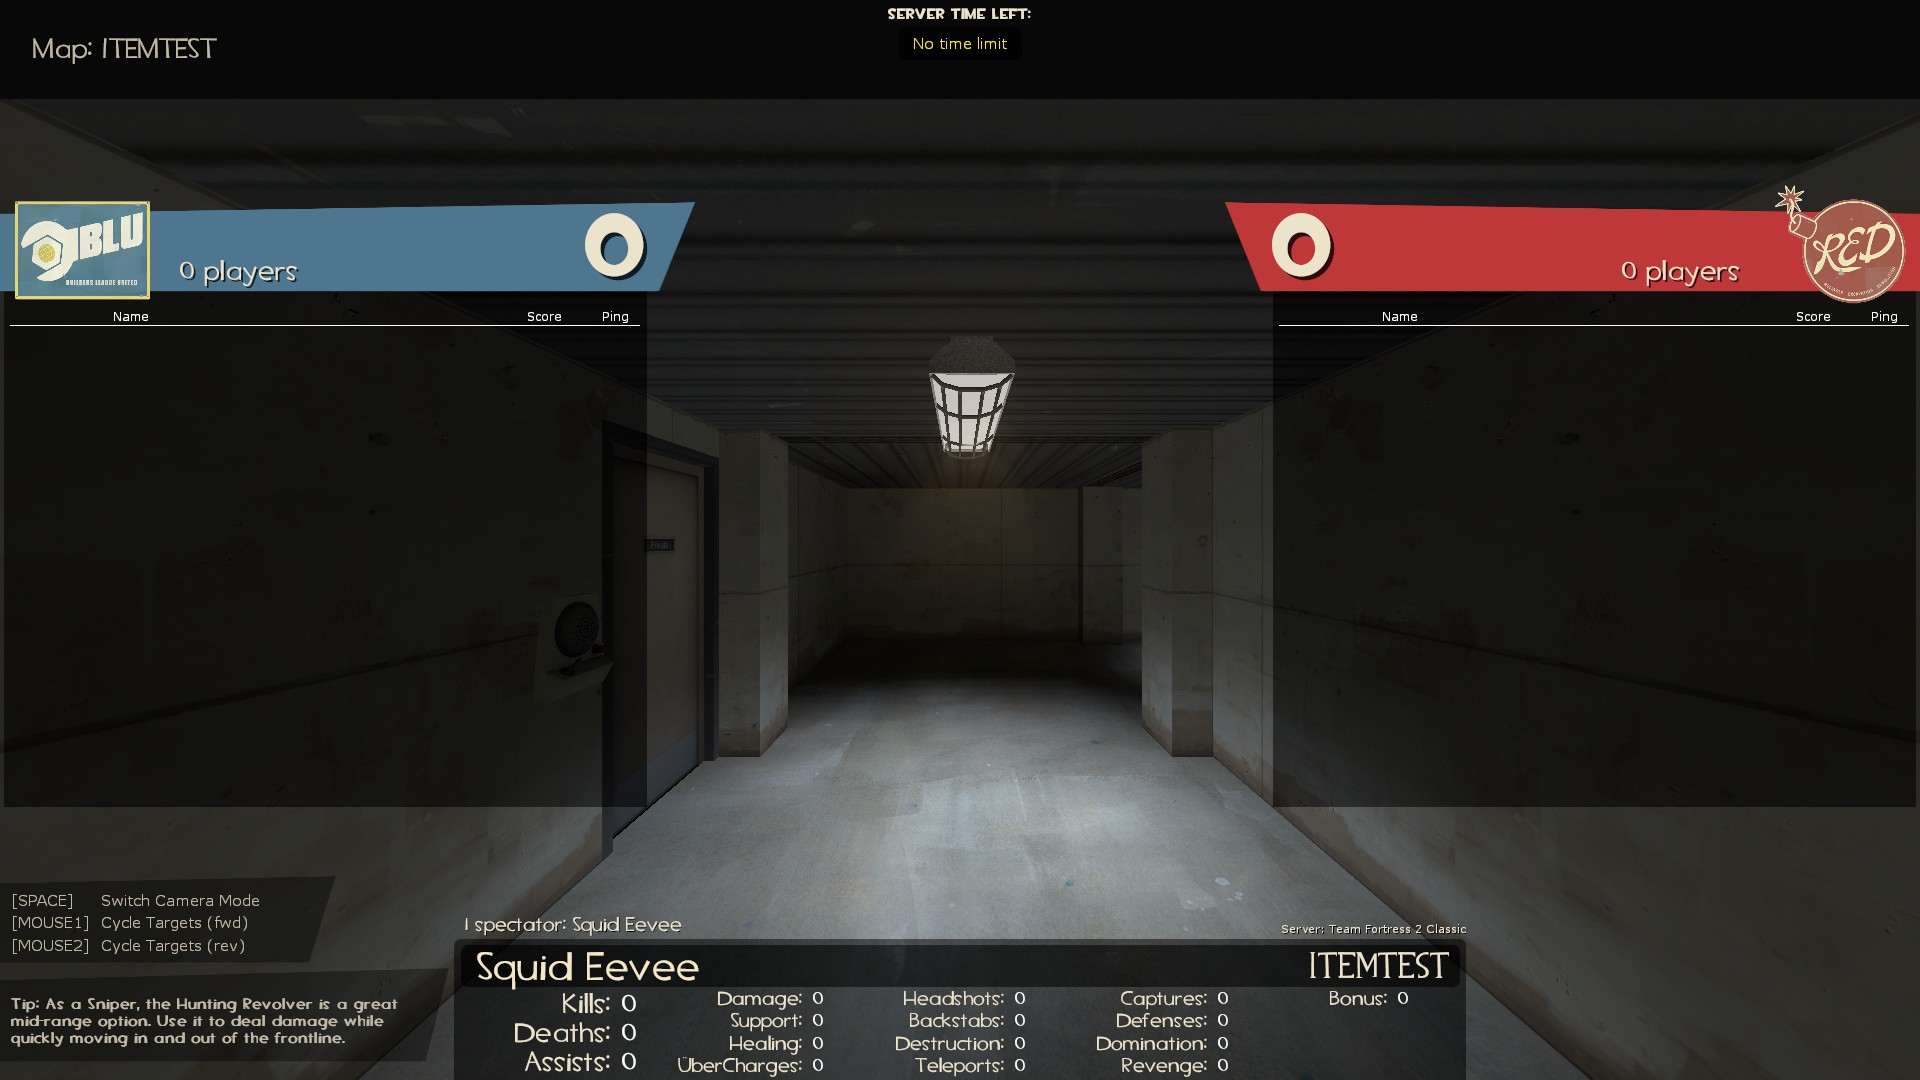 SERVER TIME LEFT:
No time limit
Map: ITEMTEST
BLU
BUILDERS LEAGUE UNITED
0 players
0
0
0 players
RED
Name Score Ping
Name Score Ping
Private
[SPACE] Switch Camera Mode
[MOUSE1] Cycle Targets (fwd)
[MOUSE2] Cycle Targets (rev)
Tip: As a Sniper, the Hunting Revolver is a great
mid-range option. Use it to deal damage while
quickly moving in and out of the frontline.
1 spectator: Squid Eevee
Server: Team Fortress 2 Classic
Squid Eevee
ITEMTEST
Kills: 0
Deaths: 0
Assists: 0
Damage: 0
Support: 0
Healing: 0
ÜberCharges: 0
Headshots: 0
Backstabs: 0
Destruction: 0
Teleports: 0
Captures: 0
Defenses: 0
Domination: 0
Revenge: 0
Bonus: 0